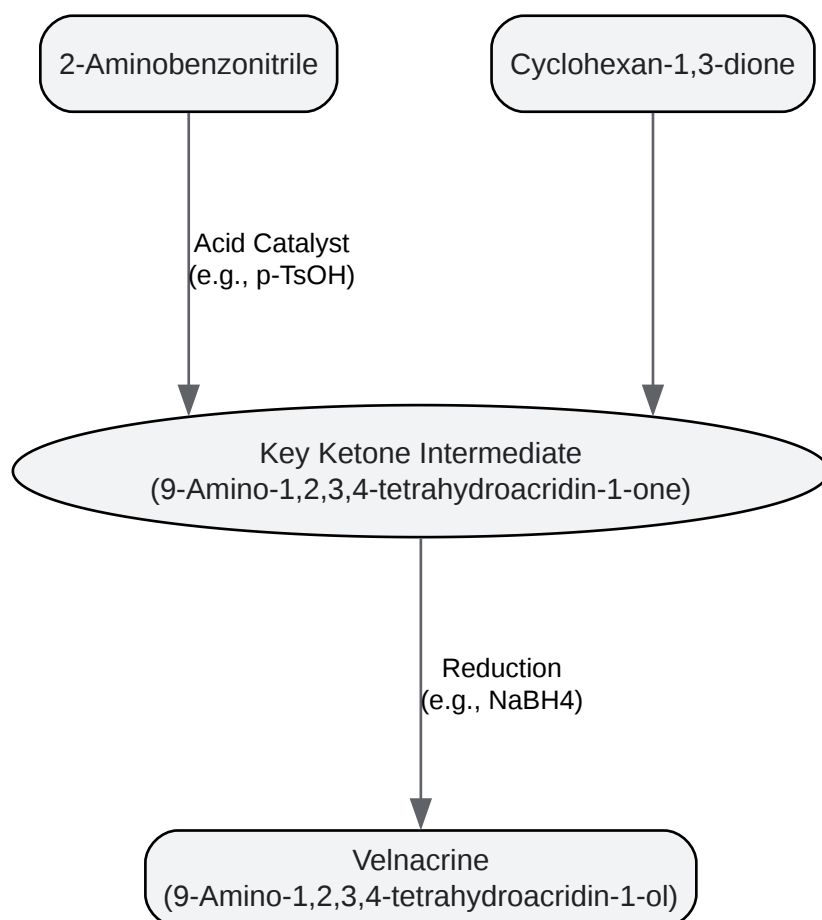 2-Aminobenzonitrile
Cyclohexan-1,3-dione
Acid Catalyst
(e.g., p-TsOH)
Key Ketone Intermediate
(9-Amino-1,2,3,4-tetrahydroacridin-1-one)
Reduction
(e.g., NaBH4)
Velnacrine
(9-Amino-1,2,3,4-tetrahydroacridin-1-ol)